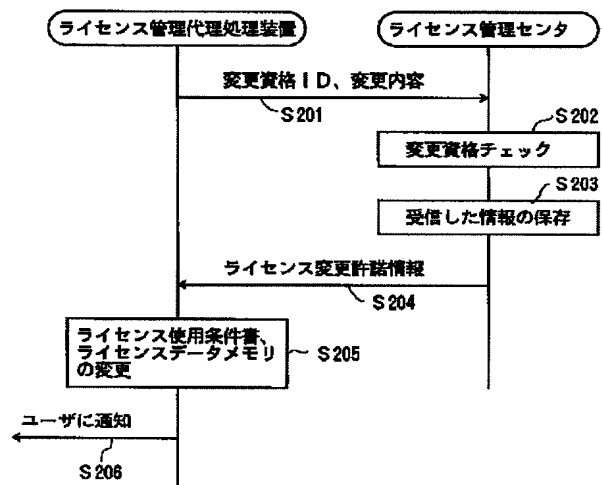 ライセンス管理代理処理装置
ライセンス管理センタ
変更資格ID、変更内容
S201
S202
変更資格チェック
S203
受信した情報の保存
ライセンス変更許諾情報
S204
ライセンス使用条件書、
ライセンスデータメモリ
の変更
S205
ユーザに通知
S206